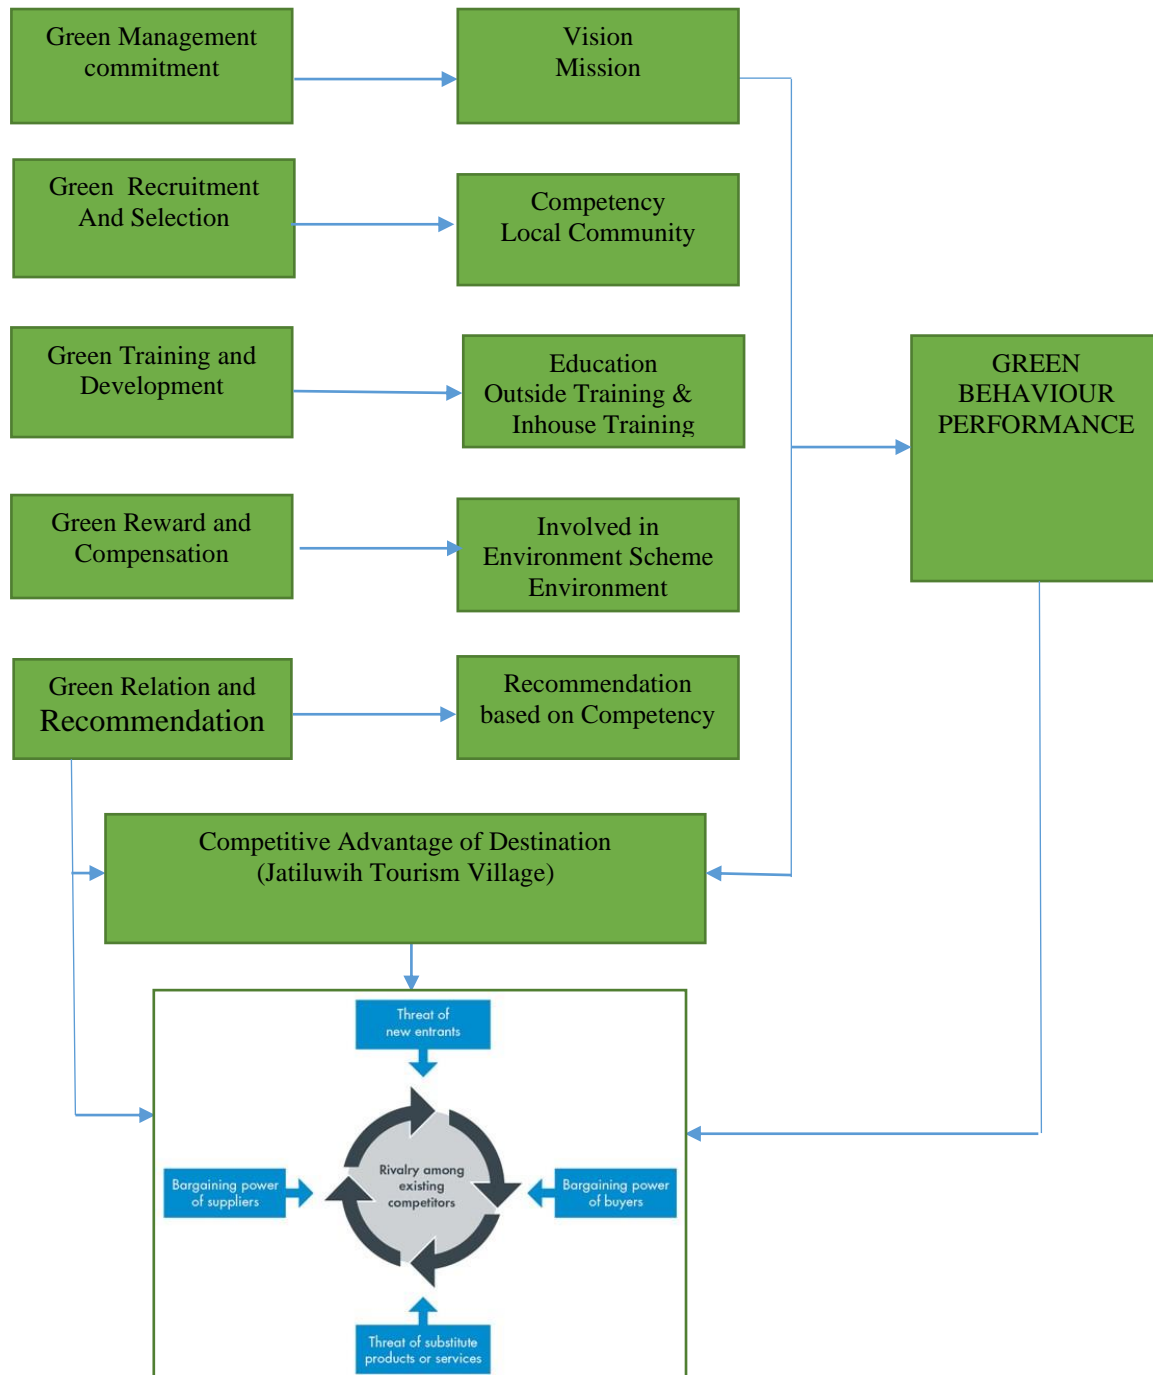 Green Management
commitment
Vision
Mission
Green Recruitment
And Selection
Competency
Local Community
Green Training and
Development
Education
Outside Training &
Inhouse Training
GREEN
BEHAVIOUR
PERFORMANCE
Green Reward and
Compensation
Involved in
Environment Scheme
Environment
Green Relation and
Recommendation
Recommendation
based on Competency
Competitive Advantage of Destination
(Jatiluwih Tourism Village)
Threat of
new entrants
Bargaining power
of suppliers
Rivalry among
existing
competitors
Bargaining power
of buyers
Threat of substitute
products or services